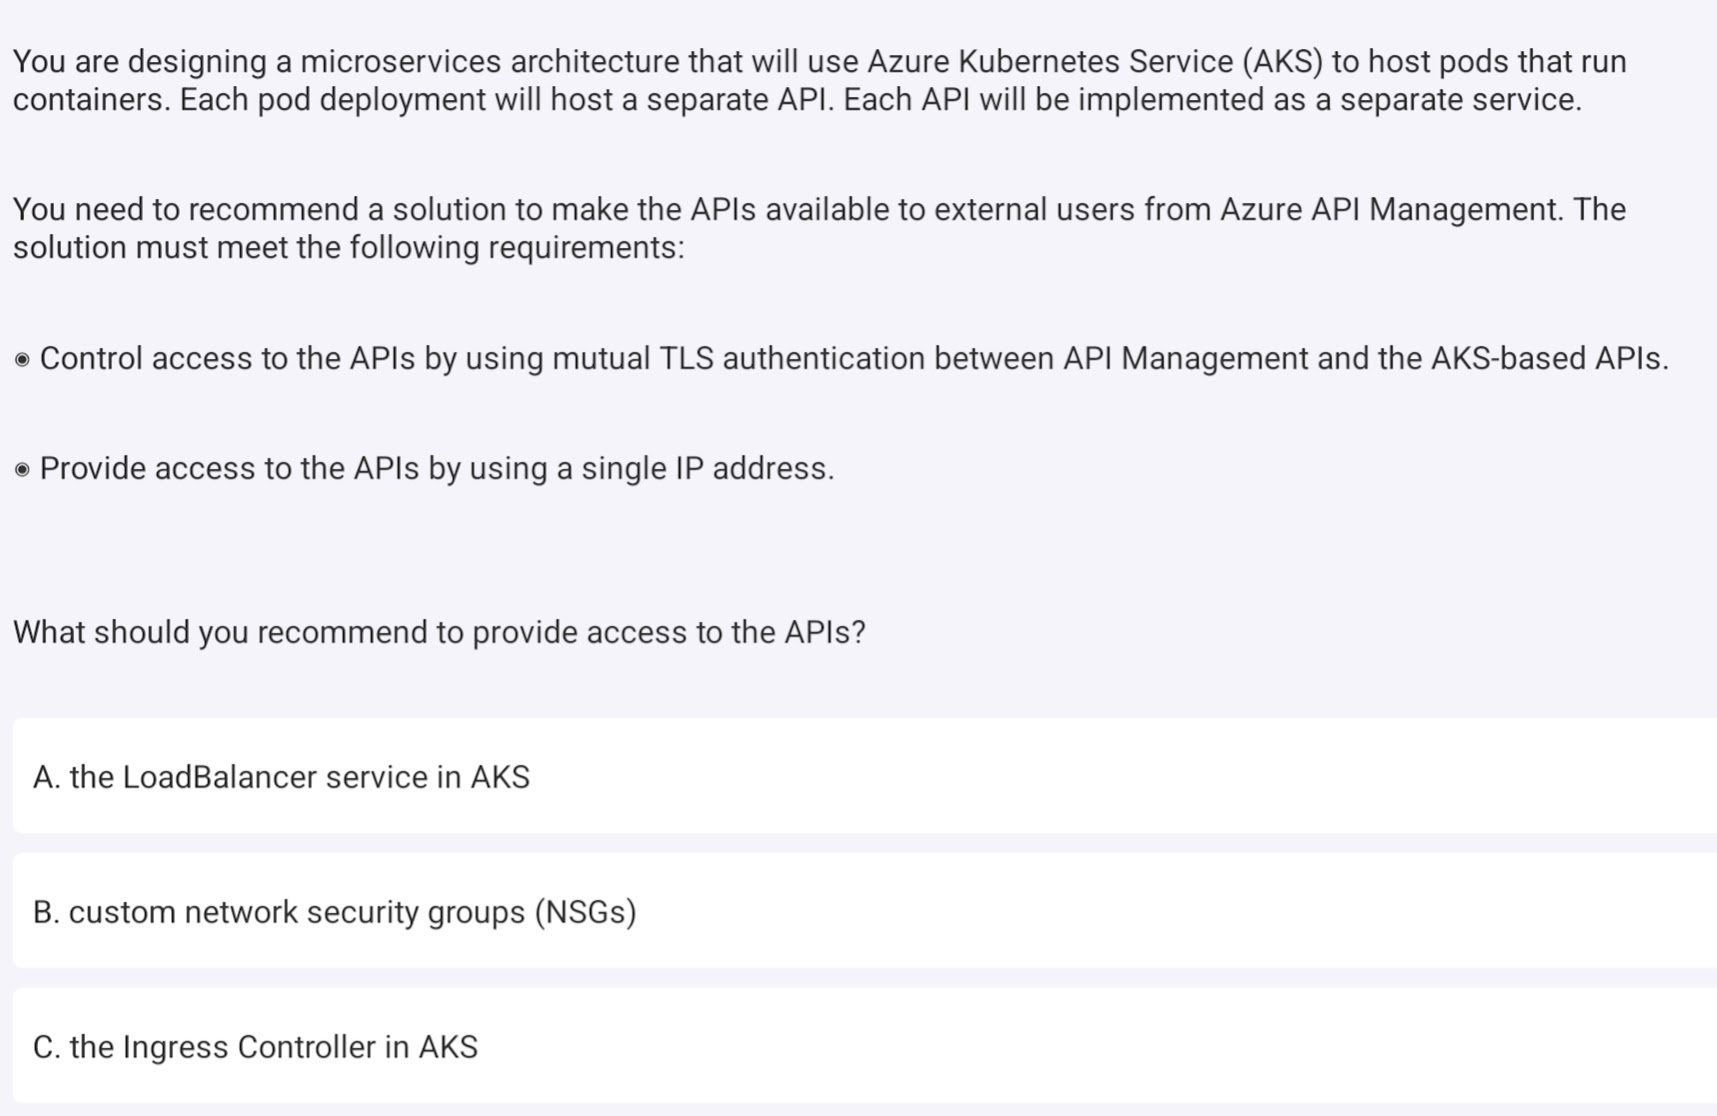 You are designing a microservices architecture that will use Azure Kubernetes Service (AKS) to host pods that run
containers. Each pod deployment will host a separate API. Each API will be implemented as a separate service.
You need to recommend a solution to make the APIs available to external users from Azure API Management. The
solution must meet the following requirements:
◉ Control access to the APIs by using mutual TLS authentication between API Management and the AKS-based APIs.
◉ Provide access to the APIs by using a single IP address.
What should you recommend to provide access to the APIs?
A. the LoadBalancer service in AKS
B. custom network security groups (NSGs)
C. the Ingress Controller in AKS